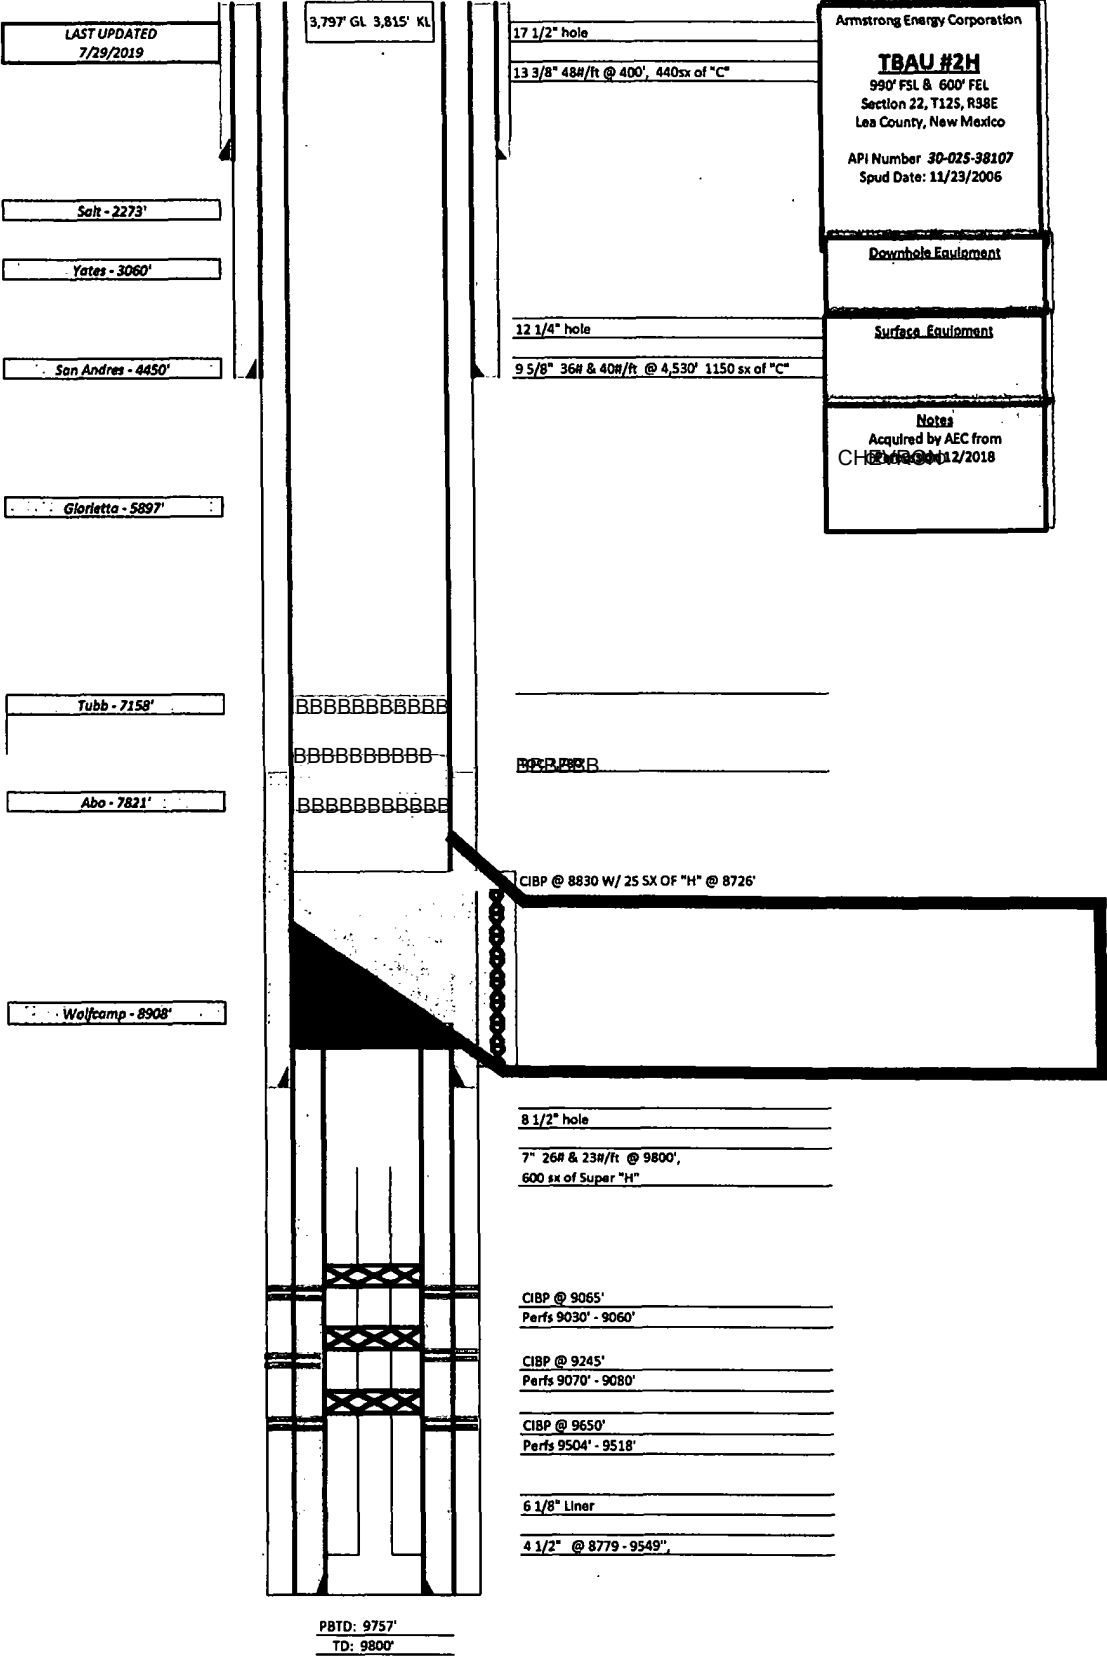 LAST UPDATED
7/29/2019
3,797' GL 3,815' KL
17 1/2" hole
13 3/8" 48#/ft @ 400', 440sx of "C"
Armstrong Energy Corporation
TBAU #2H
990' FSL & 600' FEL
Section 22, T12S, R38E
Lea County, New Mexico
API Number 30-025-38107
Spud Date: 11/23/2006
Salt - 2273'
Yates - 3060'
San Andres - 4450'
Glorietta - 5897'
Tubb - 7158'
Abo - 7821'
Wolfcamp - 8908'
Downhole Equipment
12 1/4" hole
9 5/8" 36# & 40#/ft @ 4,530' 1150 sx of "C"
Surface Equipment
Notes
Acquired by AEC from
CHEVRON 12/2018
BBBBBBBBBBB
BBBBBBBBBB
BBBBBBBBBBB
CIBP @ 8830 W/ 25 SX OF "H" @ 8726'
8 1/2" hole
7" 26# & 23#/ft @ 9800',
600 sx of Super "H"
CIBP @ 9065'
Perfs 9030' - 9060'
CIBP @ 9245'
Perfs 9070' - 9080'
CIBP @ 9650'
Perfs 9504' - 9518'
6 1/8" Liner
4 1/2" @ 8779 - 9549",
PBTD: 9757'
TD: 9800'